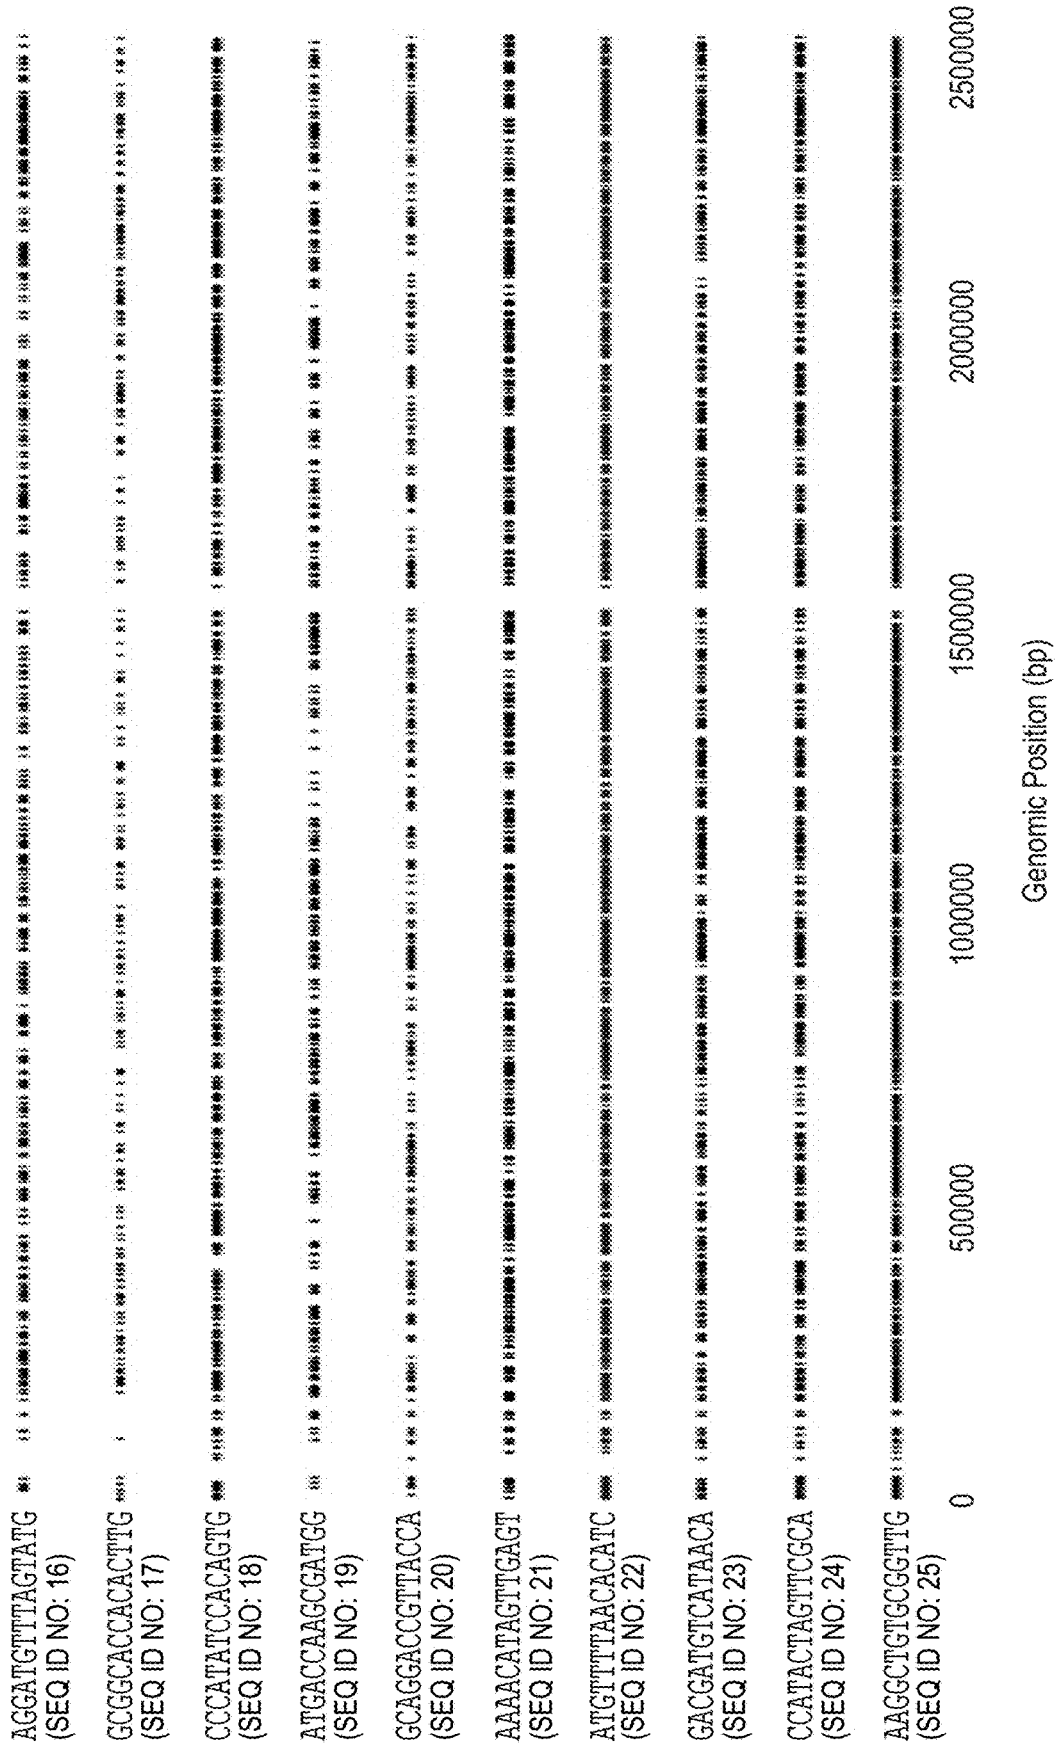 AGGATGTTTAGTATG
(SEQ ID NO: 16)
GCGGCACCACACTTG
(SEQ ID NO: 17)
CCCATATCCACAGTG
(SEQ ID NO: 18)
ATGACCAAGCGATGG
(SEQ ID NO: 19)
GCAGGACCGTTACCA
(SEQ ID NO: 20)
AAAACATAGTTGAGT
(SEQ ID NO: 21)
ATGTTTAACACATC
(SEQ ID NO: 22)
GACGATGTCATAACA
(SEQ ID NO: 23)
CCATACTAGTTCGCA
(SEQ ID NO: 24)
AAGGCTGTGCGGTTG
(SEQ ID NO: 25)
0 500000 1000000 1500000 2000000 2500000
Genomic Position (bp)